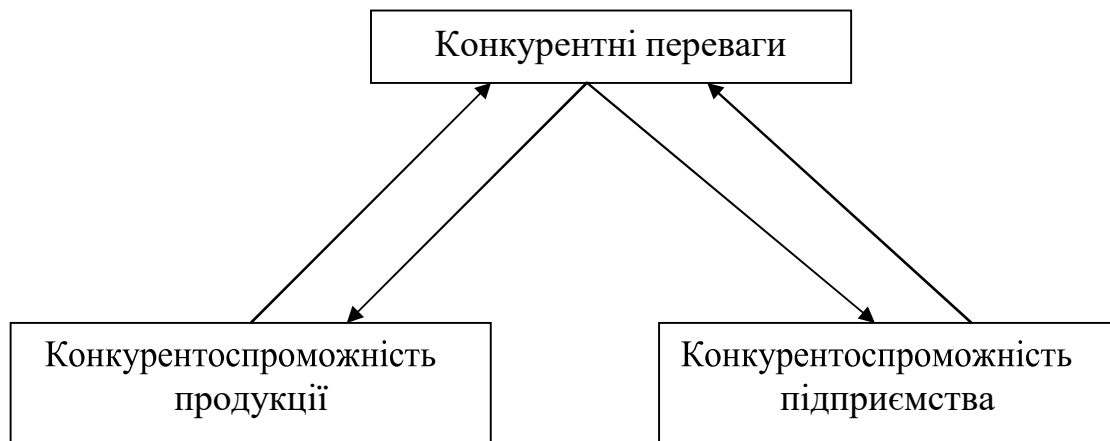 Конкурентні переваги
Конкурентоспроможність
продукції
Конкурентоспроможність
підприємства